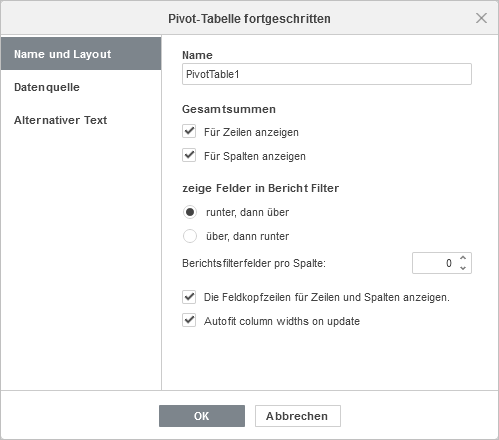 Pivot-Tabelle fortgeschritten
Name und Layout
Datenquelle
Alternativer Text
Name
PivotTable1
Gesamtsummen
Für Zeilen anzeigen
Für Spalten anzeigen
zeige Felder in Bericht Filter
runter, dann über
über, dann runter
Berichtsfilterfelder pro Spalte: 0
Die Feldkopfzeilen für Zeilen und Spalten anzeigen.
Autofit column widths on update
OK Abbrechen